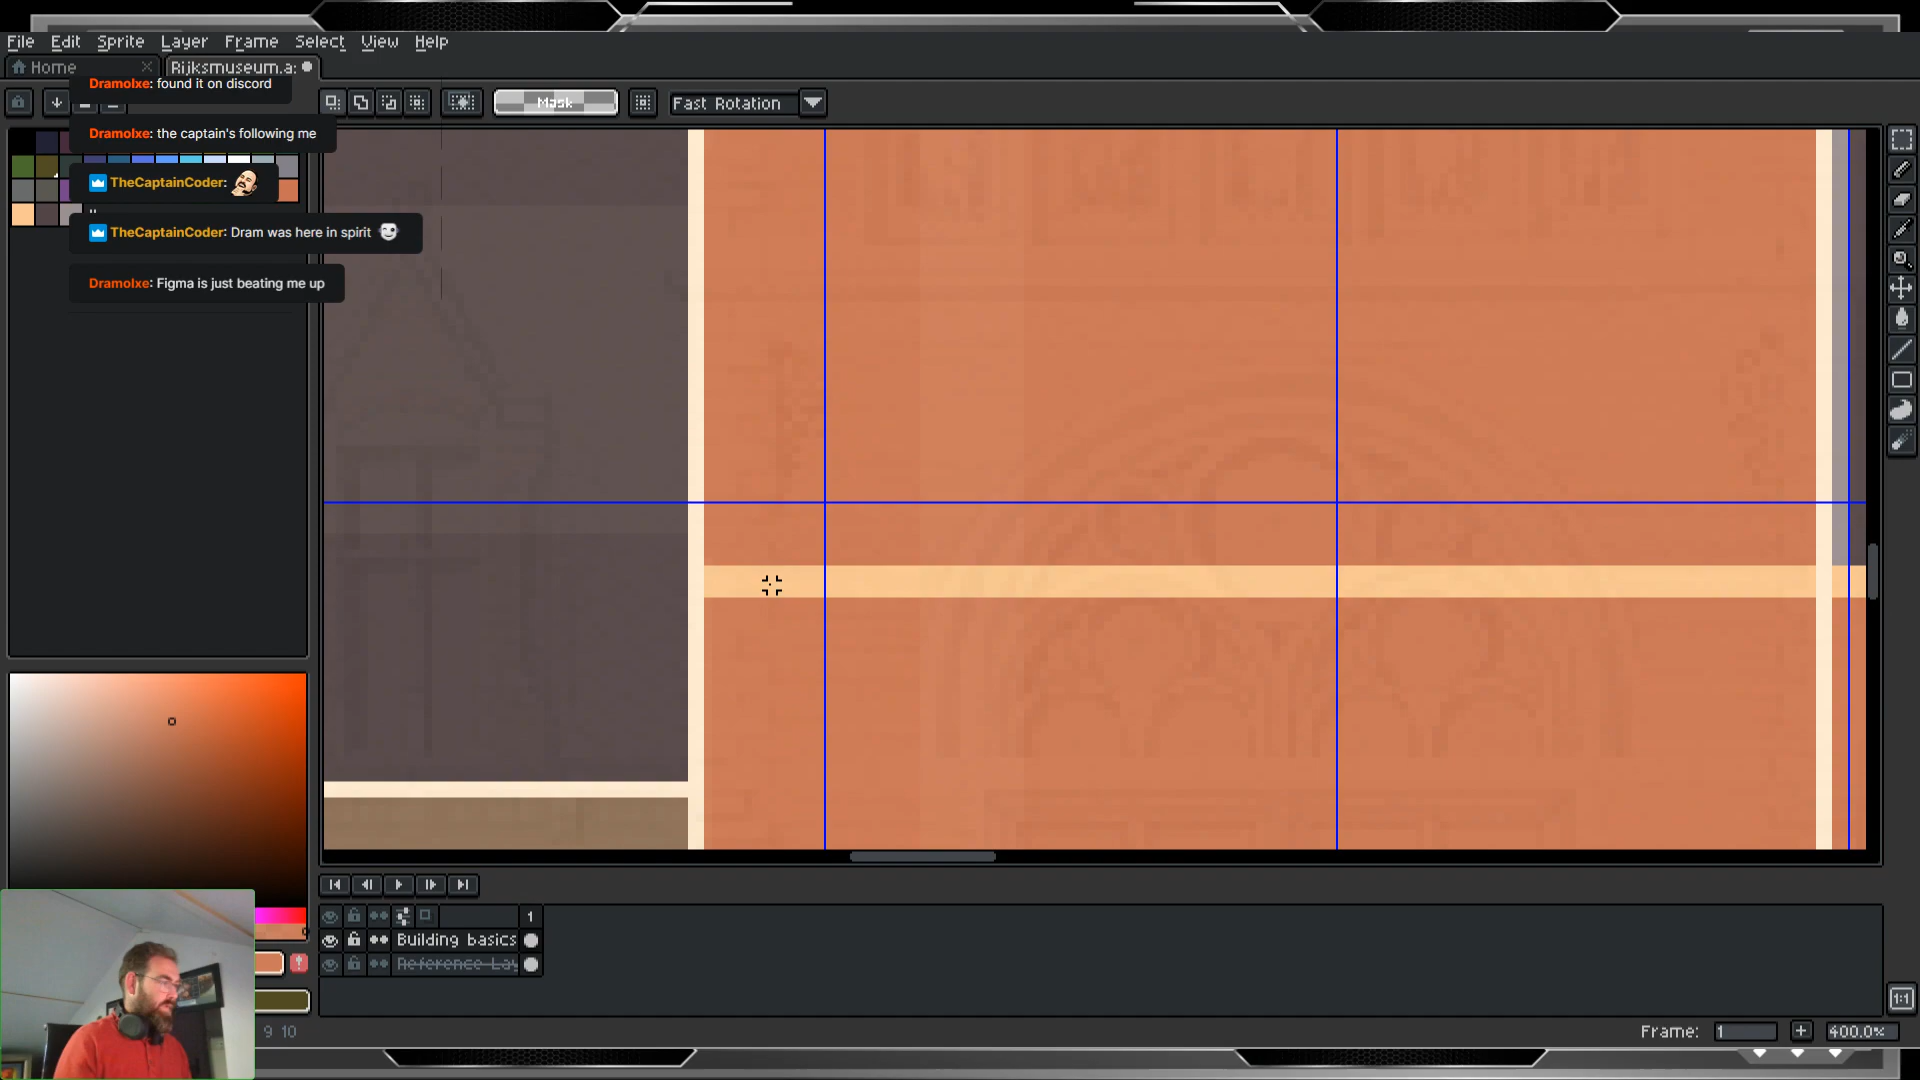 File Edit Sprite Layer Frame Select View Help
Home
Rijksmuseum.a:
Dramolxe: found it on discord
Mask
Fast Rotation
Dramolxe: the captain's following me
TheCaptainCoder:
TheCaptainCoder: Dram was here in spirit
Dramolxe: Figma is just beating me up
1
Building basics
Reference Lay
9 10
Frame: 1
400.0%
1:1